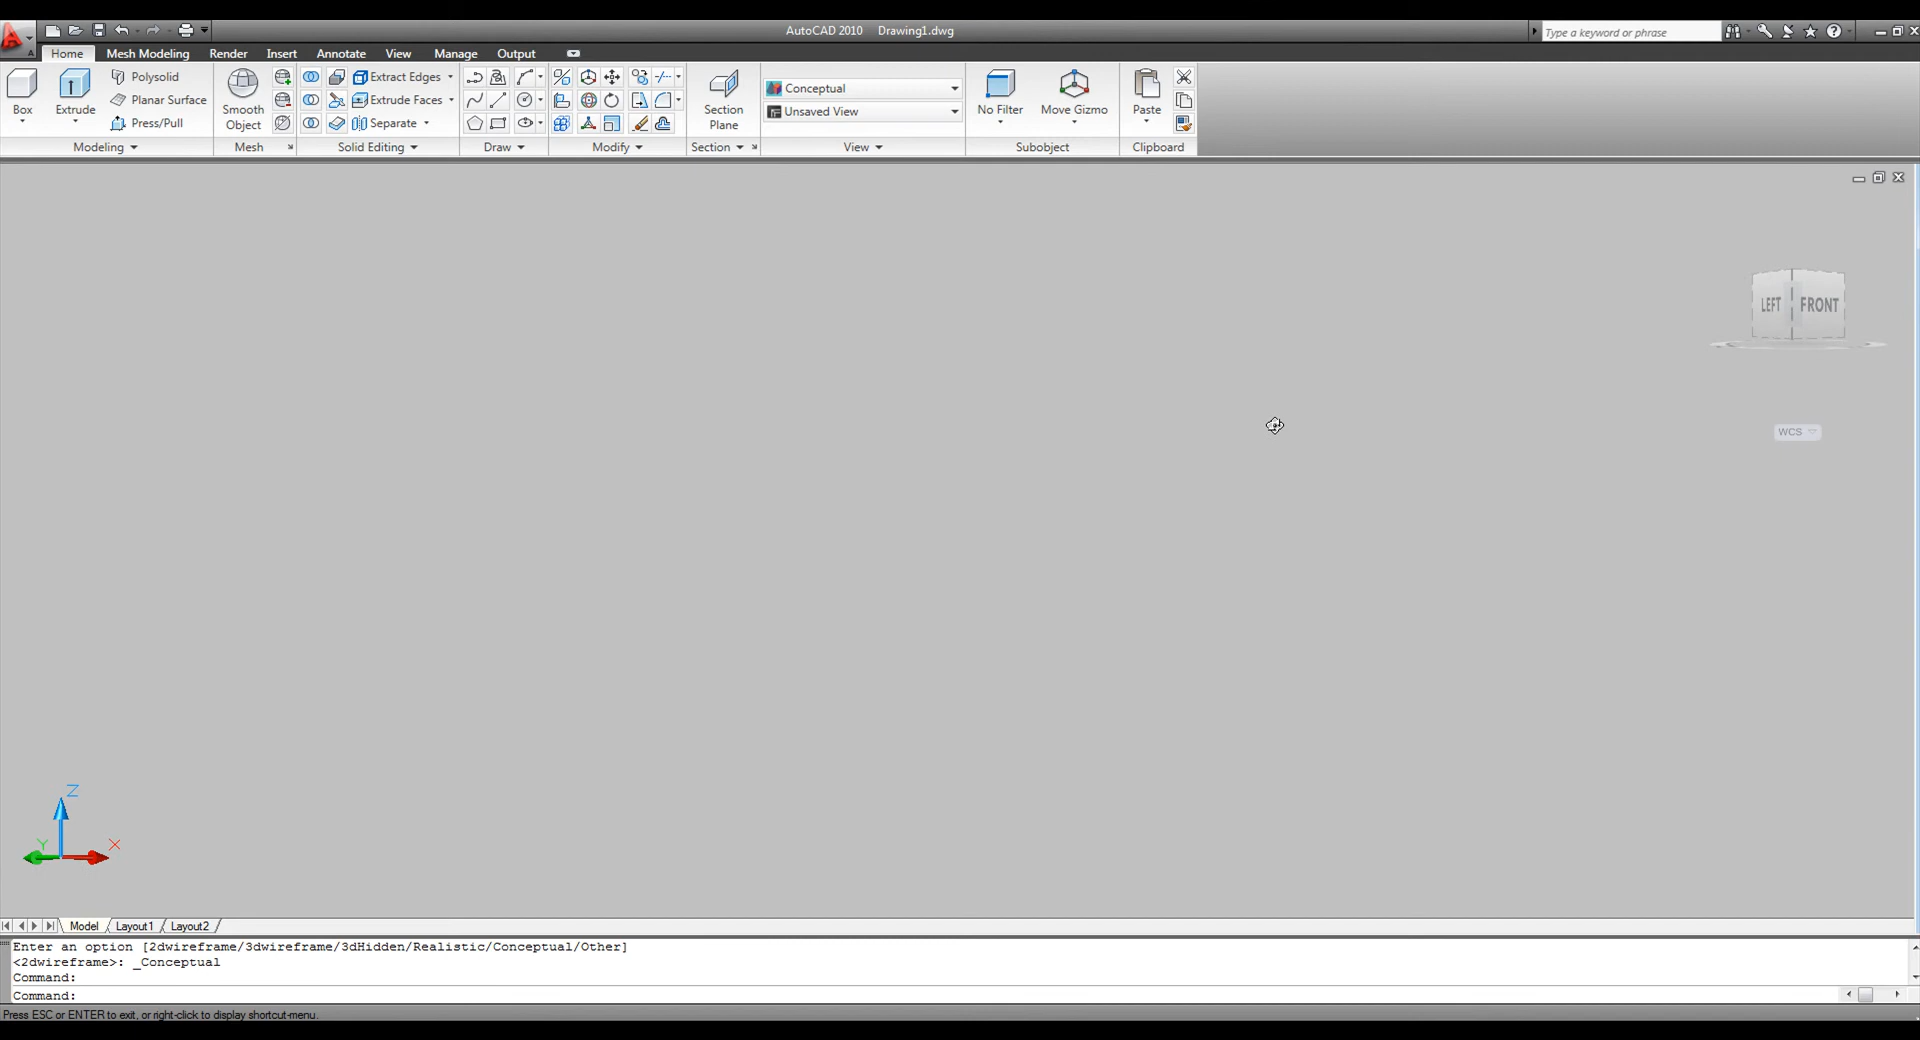 AutoCAD 2010 Drawing1.dwg
Type a keyword or phrase
Home Mesh Modeling Render Insert Annotate View Manage Output
Box
Extrude
Polysolid
Planar Surface
Press/Pull
Smooth
Object
Extract Edges
Extrude Faces
Separate
Section
Plane
Conceptual
Unsaved View
No Filter
Move Gizmo
Paste
Modeling Mesh Solid Editing Draw Modify Section View Subobject Clipboard
LEFT FRONT
WCS
Z
Y X
Model Layout1 Layout2
Enter an option [2dwireframe/3dwireframe/3dHidden/Realistic/Conceptual/Other]
<2dwireframe>: _Conceptual
Command:
Command:
Press ESC or ENTER to exit, or right-click to display shortcut-menu.